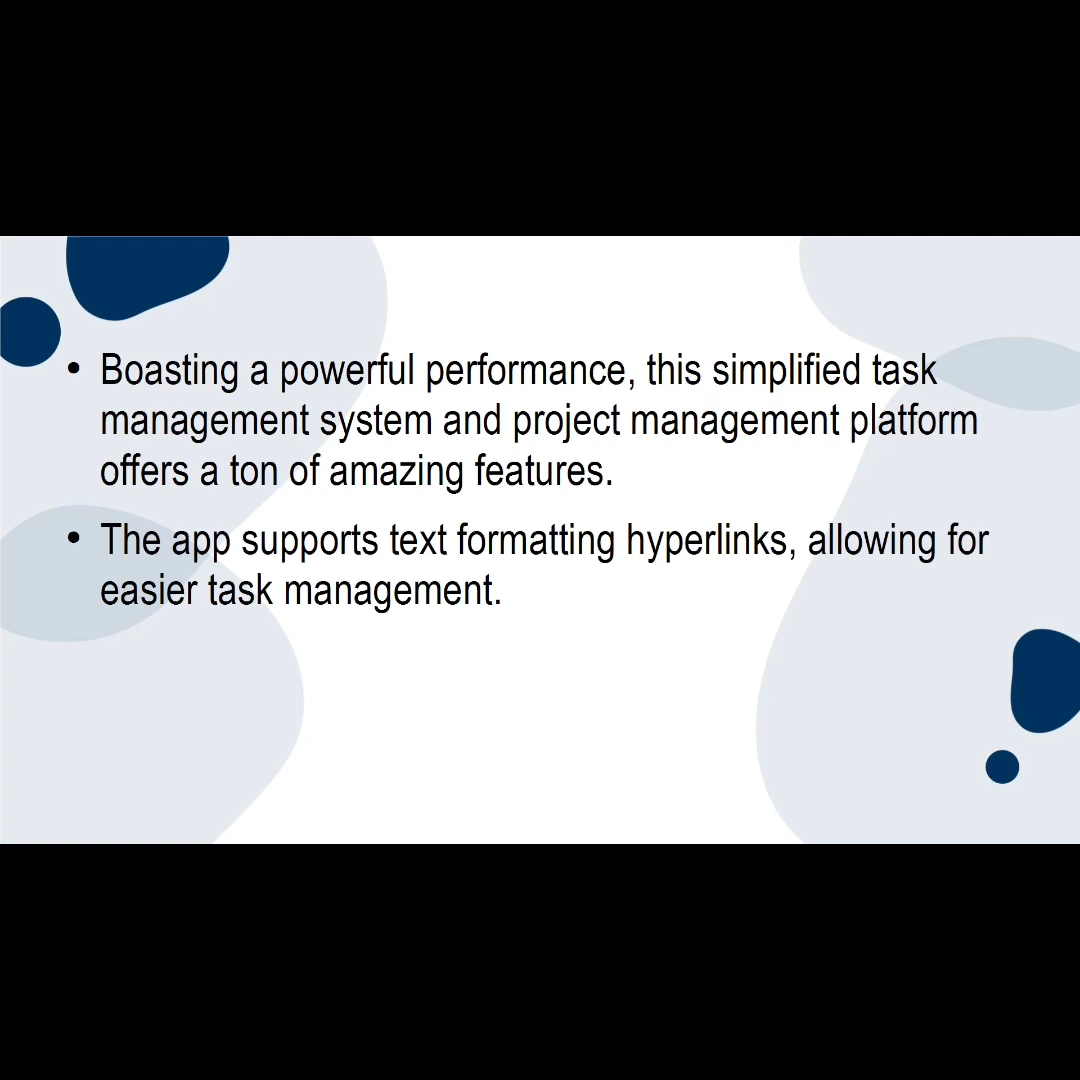 • Boasting a powerful performance, this simplified task
management system and project management platform
offers a ton of amazing features.
• The app supports text formatting hyperlinks, allowing for
easier task management.